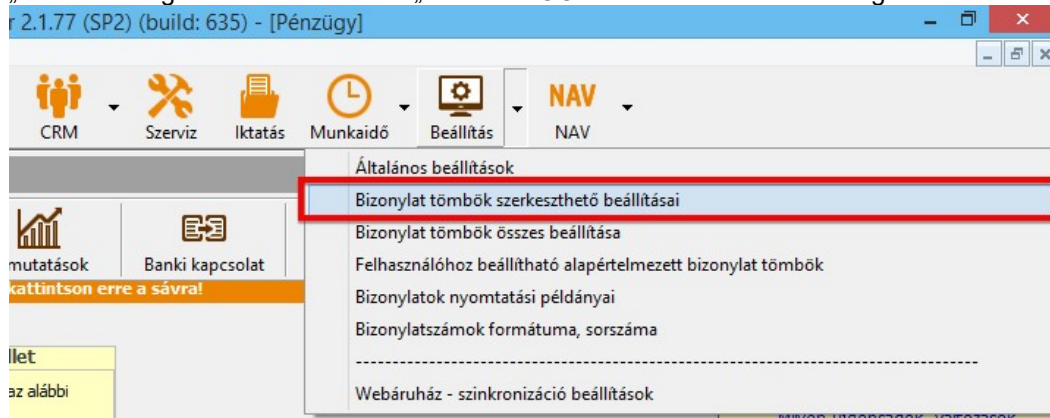 r 2.1.77 (SP2) (build: 635) - [Pénzügy]
CRM Szerviz Iktatás Munkaidő Beállítás NAV NAV
Általános beállítások
Bizonylat tömbök szerkeszthető beállításai
Bizonylat tömbök összes beállítása
mutatások Banki kapcsolat
Felhasználóhoz beállítható alapértelmezett bizonylat tömbök
kattintson erre a sávra!
Bizonylatok nyomtatási példányai
Bizonylatszámok formátuma, sorszáma
llet
az alábbi
Webáruház - szinkronizáció beállítások